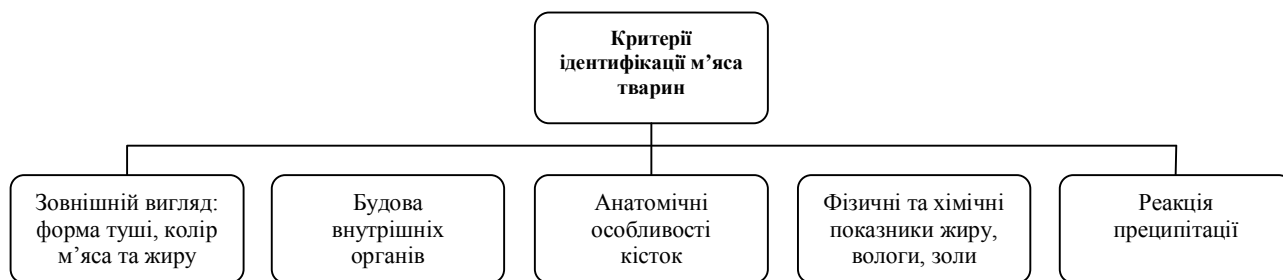 Критерії
ідентифікації м’яса
тварин
Зовнішній вигляд:
форма туші, колір
м’яса та жиру
Будова
внутрішніх
органів
Анатомічні
особливості
кісток
Фізичні та хімічні
показники жиру,
вологи, золи
Реакція
преципітації